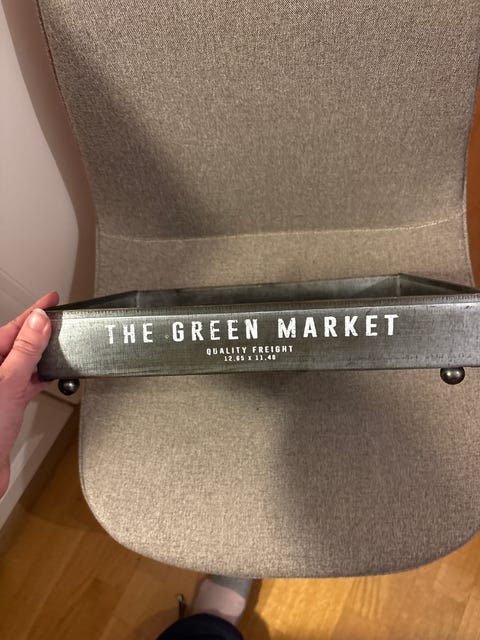 THE GREEN MARKET
QUALITY FREIGHT
12.65 x 11.40